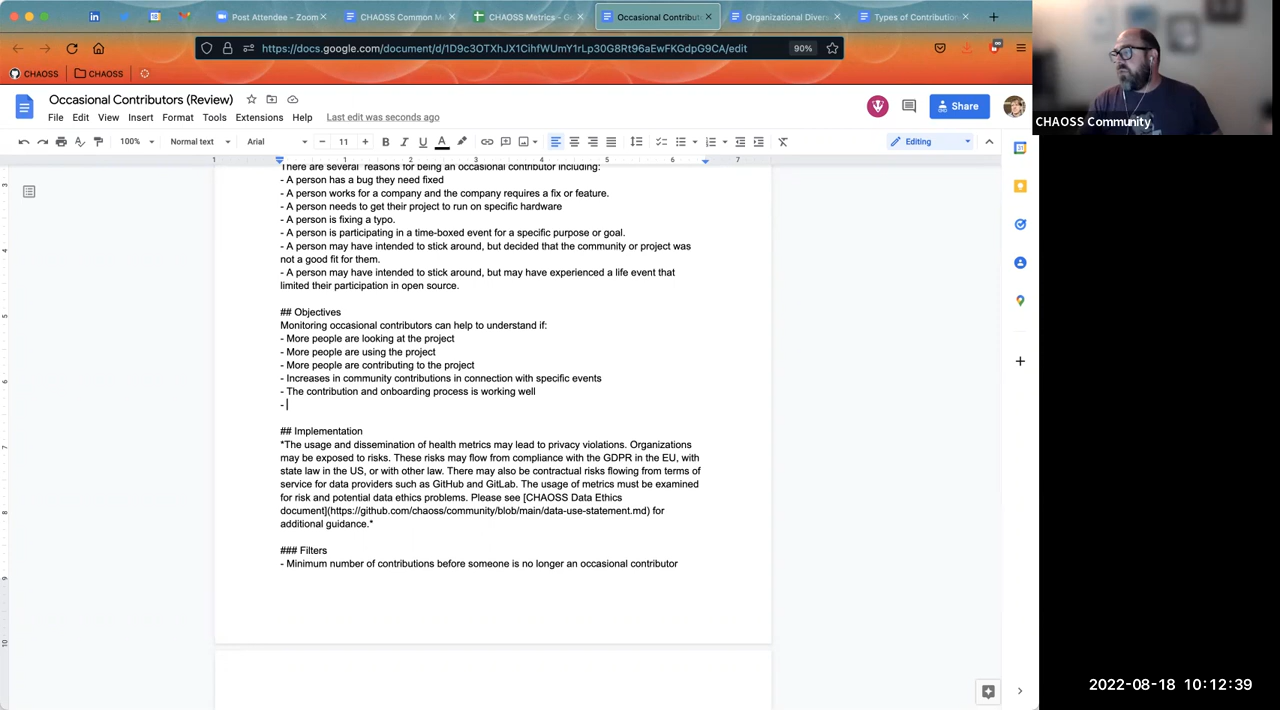 Post Attendee - Zoom
CHAOSS Common M
CHAOSS Metrics - G
Occasional Contribut
Organizational Divers
Types of Contribution
https://docs.google.com/document/d/1D9c3OTXhJX1CihfWUmY1rLp30G8Rt96aEwFKGdpG9CA/edit
90%
CHAOSS
CHAOSS
CHAOSS Community
Occasional Contributors (Review)
File Edit View Insert Format Tools Extensions Help Last edit was seconds ago
Share
100% Normal text Arial 11 B I U A Editing
1 1 2 3 4 5 6 7
There are several reasons for being an occasional contributor including:
- A person has a bug they need fixed
- A person works for a company and the company requires a fix or feature.
- A person needs to get their project to run on specific hardware
- A person is fixing a typo.
- A person is participating in a time-boxed event for a specific purpose or goal.
- A person may have intended to stick around, but decided that the community or project was
not a good fit for them.
- A person may have intended to stick around, but may have experienced a life event that
limited their participation in open source.
## Objectives
Monitoring occasional contributors can help to understand if:
- More people are looking at the project
- More people are using the project
- More people are contributing to the project
- Increases in community contributions in connection with specific events
- The contribution and onboarding process is working well
-
## Implementation
*The usage and dissemination of health metrics may lead to privacy violations. Organizations
may be exposed to risks. These risks may flow from compliance with the GDPR in the EU, with
state law in the US, or with other law. There may also be contractual risks flowing from terms of
service for data providers such as GitHub and GitLab. The usage of metrics must be examined
for risk and potential data ethics problems. Please see [CHAOSS Data Ethics
document](https://github.com/chaoss/community/blob/main/data-use-statement.md) for
additional guidance.*
### Filters
- Minimum number of contributions before someone is no longer an occasional contributor
2022-08-18 10:12:39